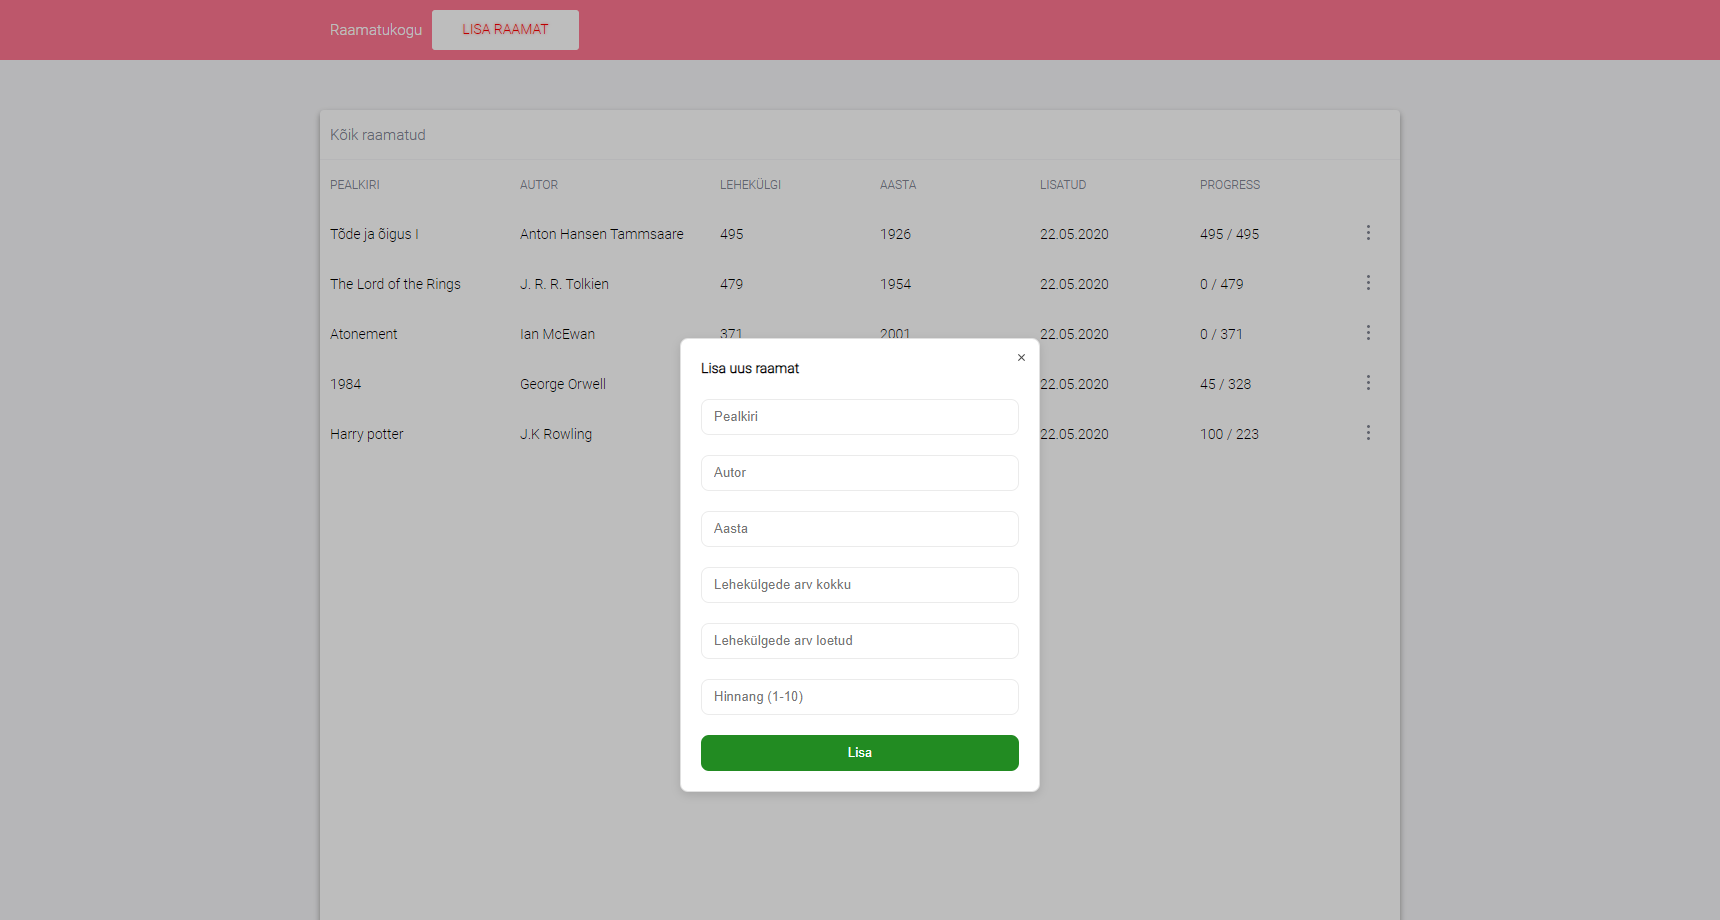 Raamatukogu LISA RAAMAT
Kõik raamatud
PEALKIRI AUTOR LEHEKÜLGI AASTA LISATUD PROGRESS
Tõde ja õigus I Anton Hansen Tammsaare 495 1926 22.05.2020 495 / 495
The Lord of the Rings J. R. R. Tolkien 479 1954 22.05.2020 0 / 479
Atonement Ian McEwan 371 2001 22.05.2020 0 / 371
1984 George Orwell 22.05.2020 45 / 328
Harry potter J.K Rowling 22.05.2020 100 / 223
Lisa uus raamat ×
Pealkiri
Autor
Aasta
Lehekülgede arv kokku
Lehekülgede arv loetud
Hinnang (1-10)
Lisa